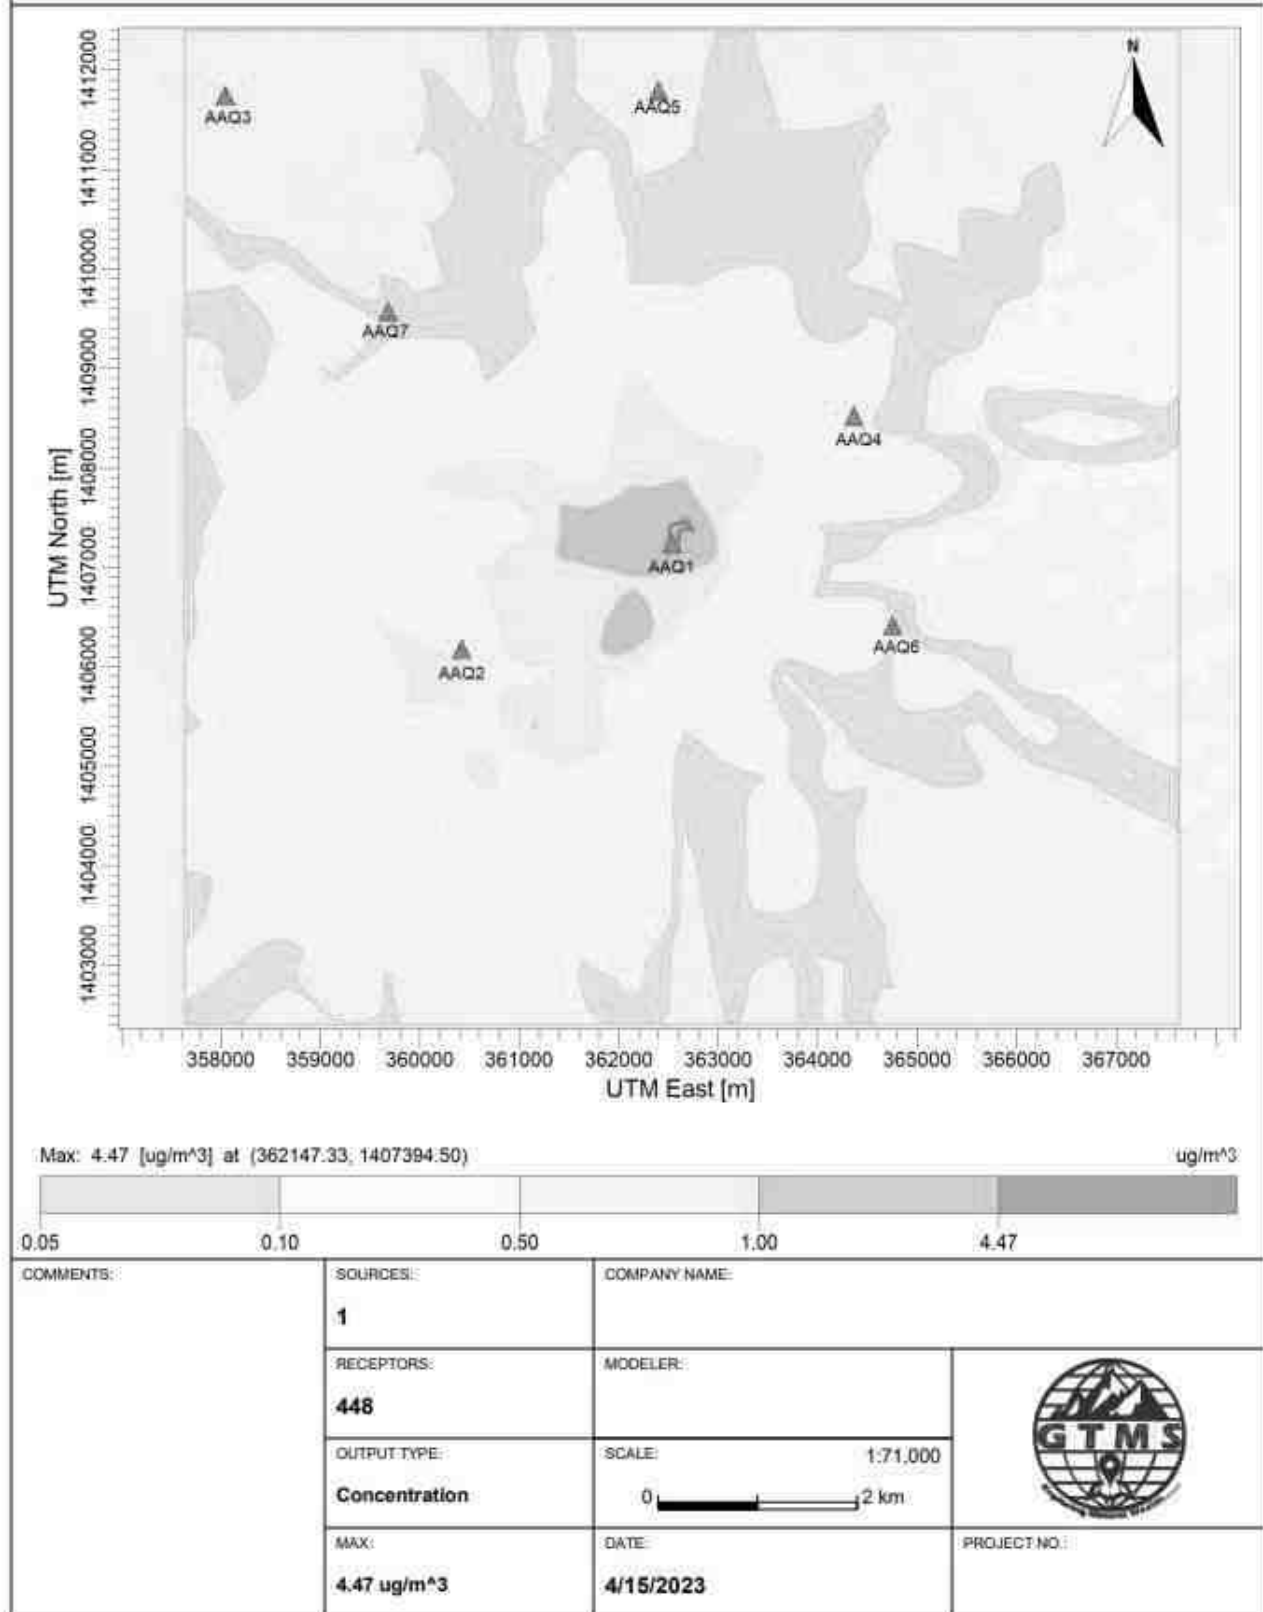 1412000
1411000
1410000
1409000
1408000
1407000
1406000
1405000
1404000
1403000
UTM North [m]
N
AAQ3
AAQ5
AAQ7
AAQ4
AAQ1
AAQ6
AAQ2
358000 359000 360000 361000 362000 363000 364000 365000 366000 367000
UTM East [m]
Max: 4.47 [ug/m^3] at (362147.33, 1407394.50) ug/m^3
0.05 0.10 0.50 1.00 4.47
COMMENTS:
SOURCES:
1
COMPANY NAME:
RECEPTORS:
448
MODELER:
OUTPUT TYPE:
Concentration
SCALE: 1:71,000
0 2 km
MAX:
4.47 ug/m^3
DATE:
4/15/2023
GTMS
PROJECT NO.: